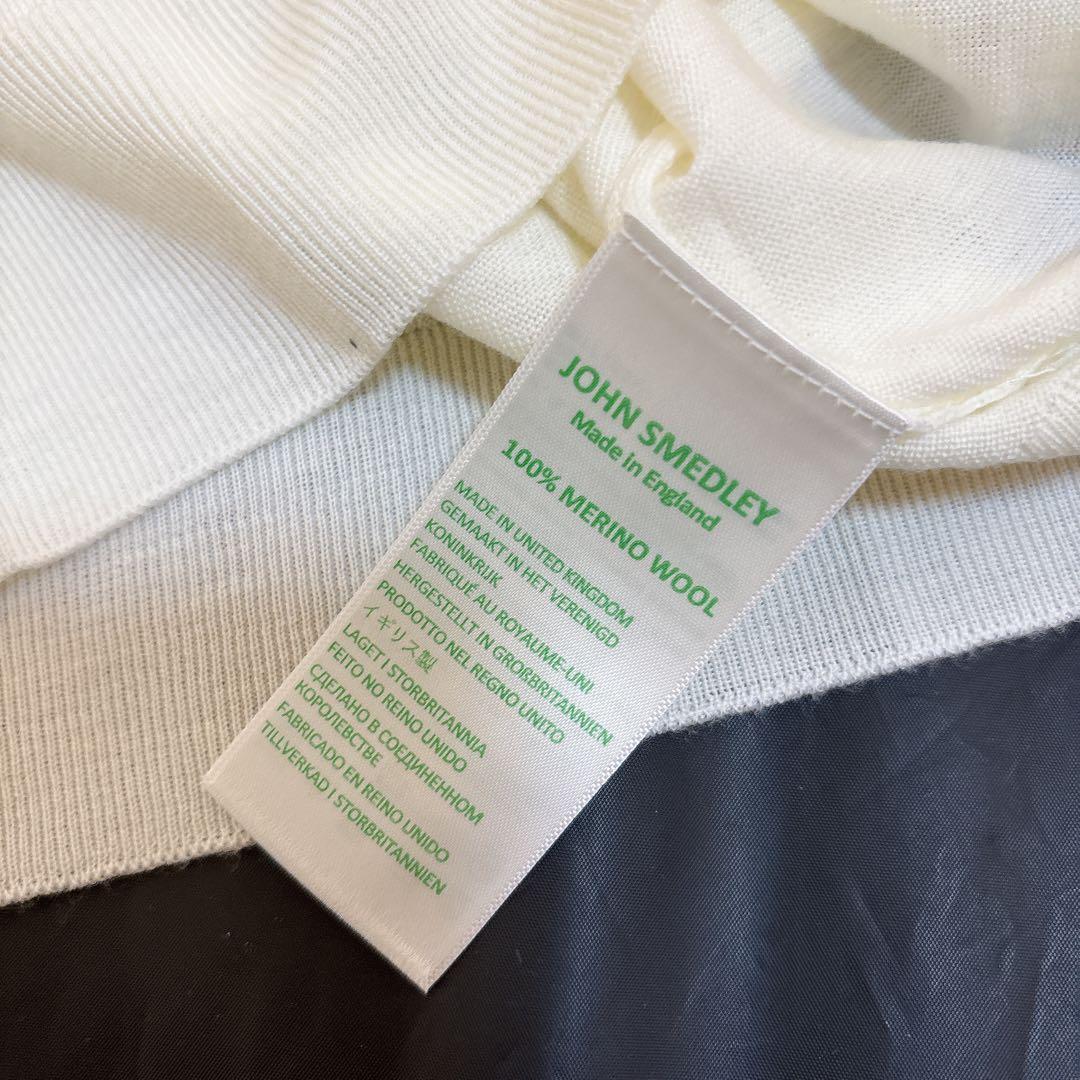 JOHN SMEDLEY
Made in England
100% MERINO WOOL
MADE IN UNITED KINGDOM
GEMAAKT IN HET VERENIGD
KONINKRIJK
FABRIQUÉ AU ROYAUME-UNI
HERGESTELLT IN GROßBRITANNIEN
PRODOTTO NEL REGNO UNITO
イギリス製
LAGET I STORBRITANNIA
FEITO NO REINO UNIDO
СДЕЛАНО В СОЕДИНЕННОМ
КОРОЛЕВСТВЕ
FABRICADO EN REINO UNIDO
TILLVERKAD I STORBRITANNIEN